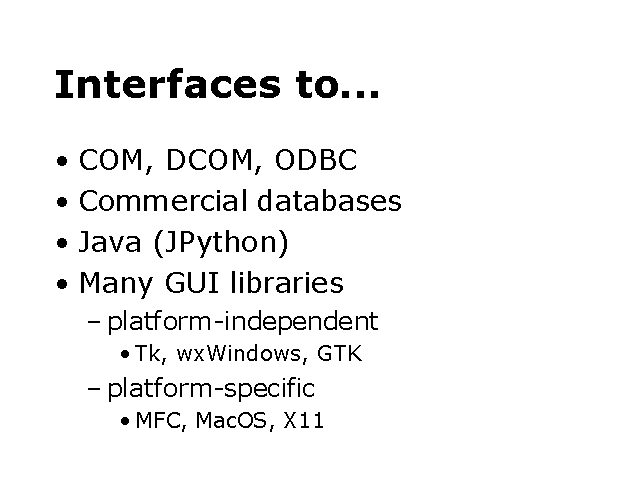 Interfaces to...
• COM, DCOM, ODBC
• Commercial databases
• Java (JPython)
• Many GUI libraries
– platform-independent
• Tk, wxWindows, GTK
– platform-specific
• MFC, MacOS, X11